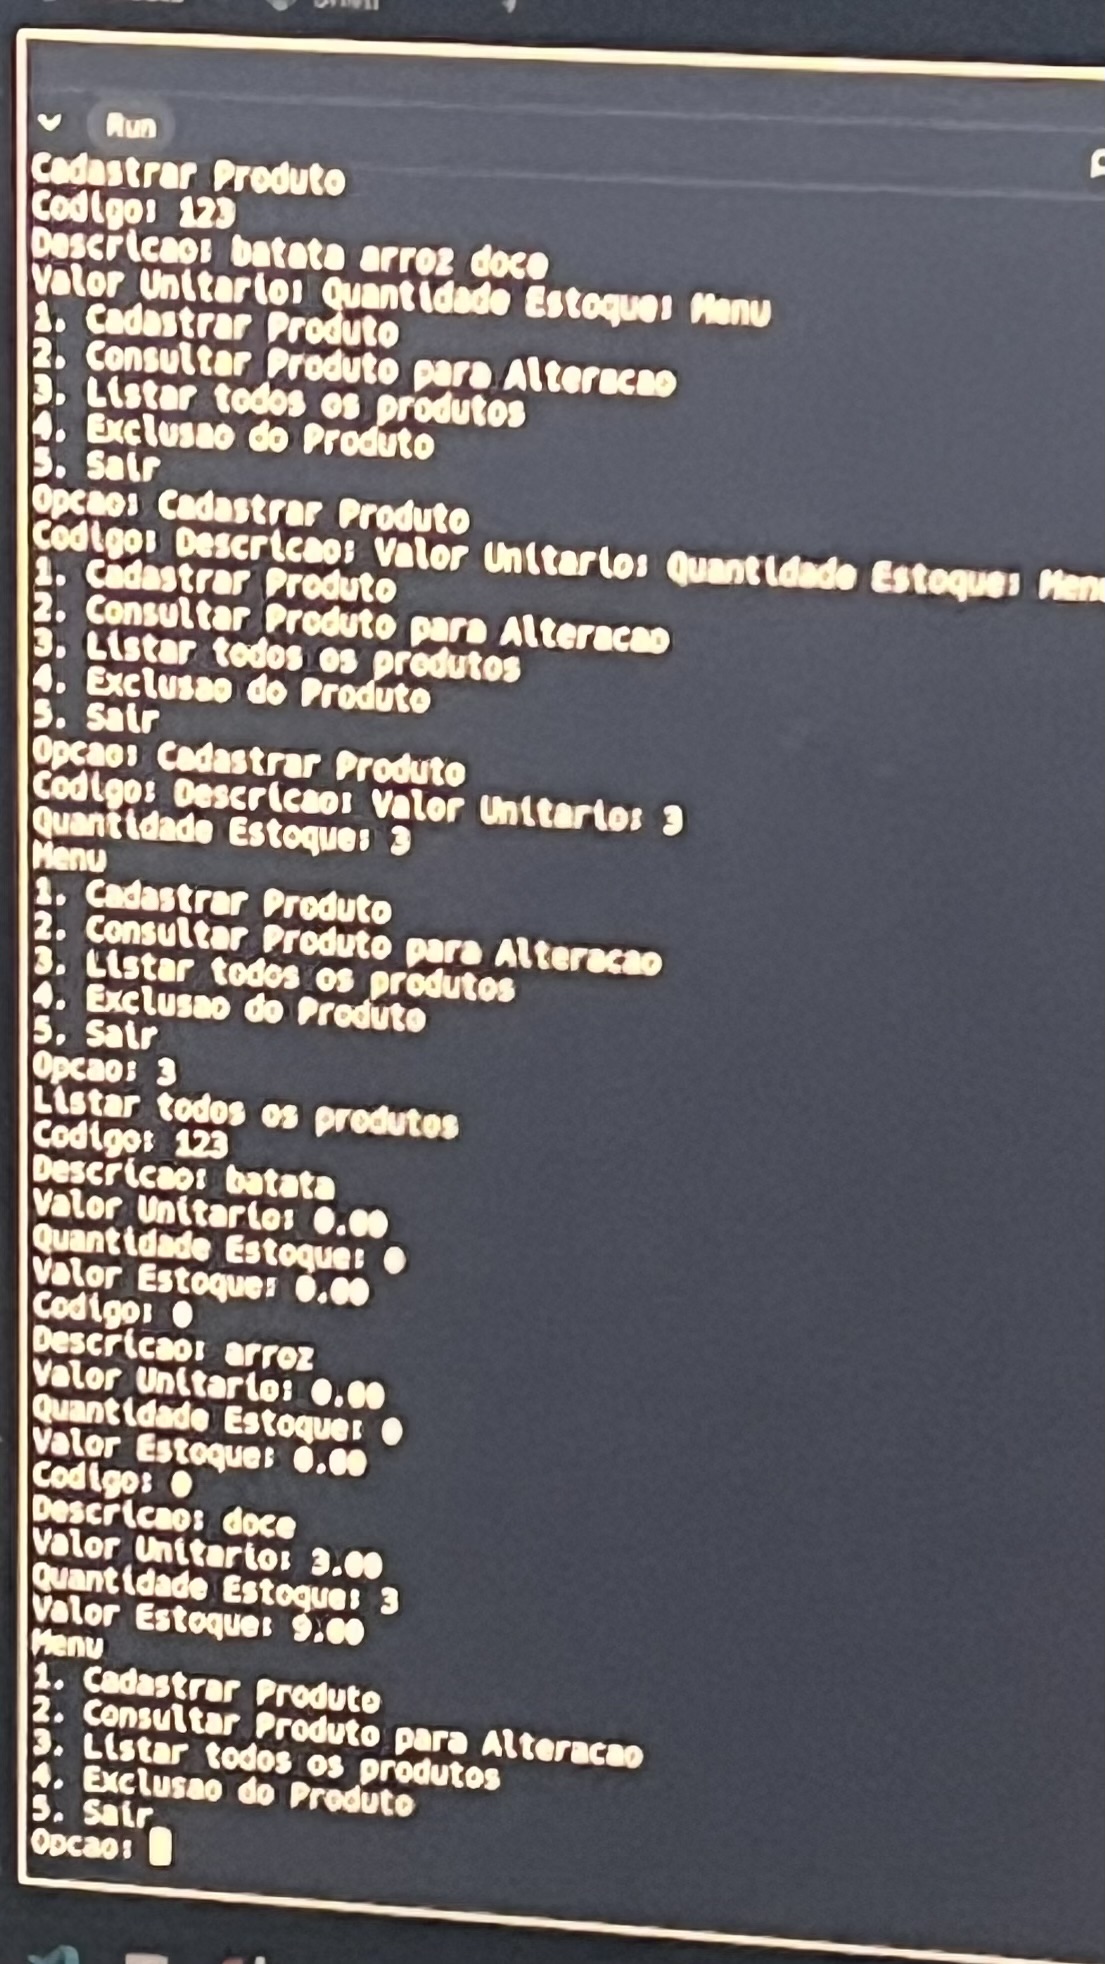 Run
Cadastrar Produto
Codigo: 123
Descricao: batata arroz doce
Valor Unitario: Quantidade Estoque: Menu
1. Cadastrar Produto
2. Consultar Produto para Alteracao
3. Listar todos os produtos
4. Exclusao do Produto
5. Sair
Opcao: Cadastrar Produto
Codigo: Descricao: Valor Unitario: Quantidade Estoque: Menu
1. Cadastrar Produto
2. Consultar Produto para Alteracao
3. Listar todos os produtos
4. Exclusao do Produto
5. Sair
Opcao: Cadastrar Produto
Codigo: Descricao: Valor Unitario: 3
Quantidade Estoque: 3
Menu
1. Cadastrar Produto
2. Consultar Produto para Alteracao
3. Listar todos os produtos
4. Exclusao do Produto
5. Sair
Opcao: 3
Listar todos os produtos
Codigo: 123
Descricao: batata
Valor Unitario: 0.00
Quantidade Estoque: 0
Valor Estoque: 0.00
Codigo: 0
Descricao: arroz
Valor Unitario: 0.00
Quantidade Estoque: 0
Valor Estoque: 0.00
Codigo: 0
Descricao: doce
Valor Unitario: 3.00
Quantidade Estoque: 3
Valor Estoque: 9.00
Menu
1. Cadastrar Produto
2. Consultar Produto para Alteracao
3. Listar todos os produtos
4. Exclusao do Produto
5. Sair
Opcao: